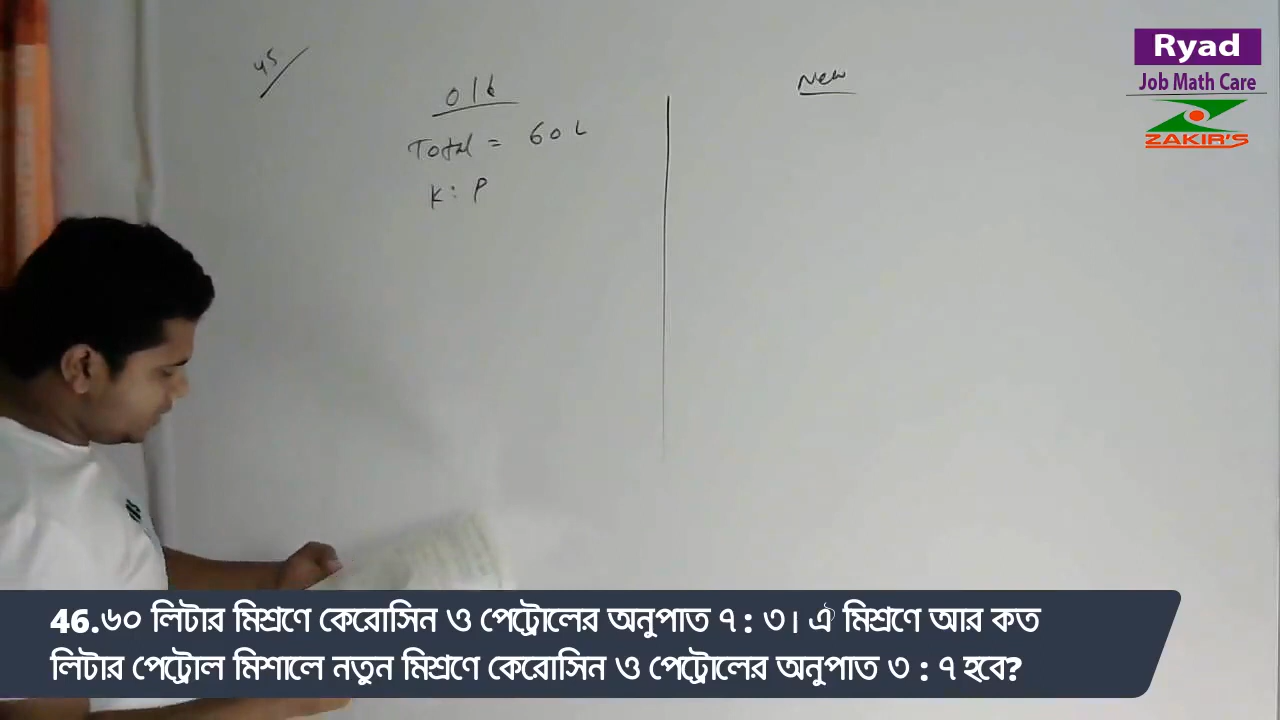 45
old
Total = 60 L
K : P
New
Ryad
Job Math Care
ZAKIR'S
46.৬০ লিটার মিশ্রণে কেরোসিন ও পেট্রোলের অনুপাত ৭ : ৩। ঐ মিশ্রণে আর কত
লিটার পেট্রোল মিশালে নতুন মিশ্রণে কেরোসিন ও পেট্রোলের অনুপাত ৩ : ৭ হবে?